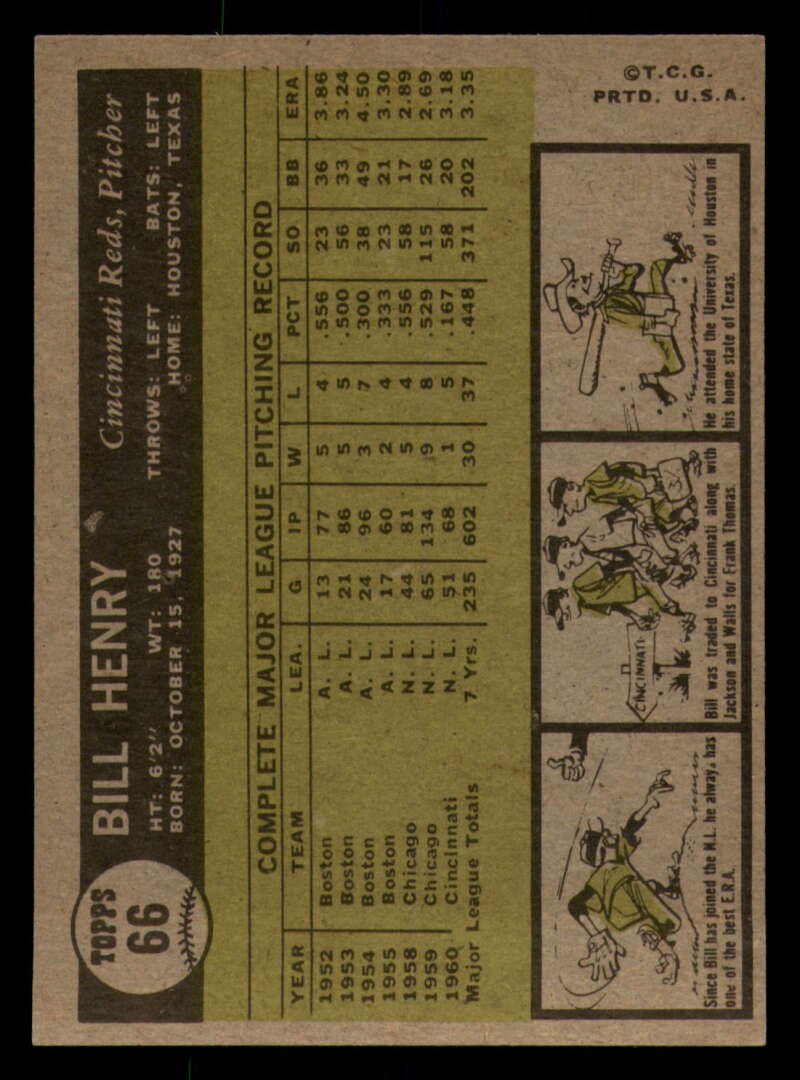 TOPPS
66
BILL HENRY Cincinnati Reds, Pitcher
HT: 6'2" WT: 180 THROWS: LEFT BATS: LEFT
BORN: OCTOBER 15, 1927 HOME: HOUSTON, TEXAS
COMPLETE MAJOR LEAGUE PITCHING RECORD
YEAR TEAM LEA. G IP W L PCT SO BB ERA
1952 Boston A. L. 13 77 5 4 .556 23 36 3.86
1953 Boston A. L. 21 86 5 5 .500 56 33 3.24
1954 Boston A. L. 24 96 3 7 .300 38 49 4.50
1955 Boston A. L. 17 60 2 4 .333 23 21 3.30
1958 Chicago N. L. 44 81 5 4 .556 58 17 2.89
1959 Chicago N. L. 65 134 9 8 .529 115 26 2.69
1960 Cincinnati N. L. 51 68 1 5 .167 58 20 3.18
Major League Totals 7 Yrs. 235 602 30 37 .448 371 202 3.35
Since Bill has joined the N.L. he always has
one of the best E.R.A.
CINCINNATI
Bill was traded to Cincinnati along with
Jackson and Walls for Frank Thomas.
He attended the University of Houston in
his home state of Texas.
©T.C.G.
PRTD. U.S.A.